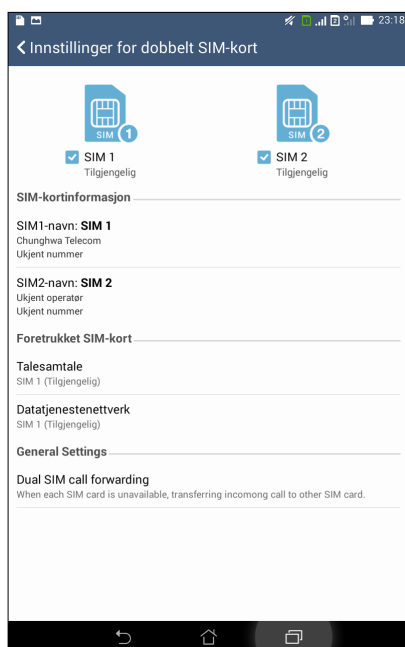 23:18
Innstillinger for dobbelt SIM-kort
SIM 1 SIM 2
SIM 1 SIM 2
Tilgjengelig Tilgjengelig
SIM-kortinformasjon
SIM1-navn: SIM 1
Chunghwa Telecom
Ukjent nummer
SIM2-navn: SIM 2
Ukjent operatør
Ukjent nummer
Foretrukket SIM-kort
Talesamtale
SIM 1 (Tilgjengelig)
Datatjenestenettverk
SIM 1 (Tilgjengelig)
General Settings
Dual SIM call forwarding
When each SIM card is unavailable, transferring incomong call to other SIM card.